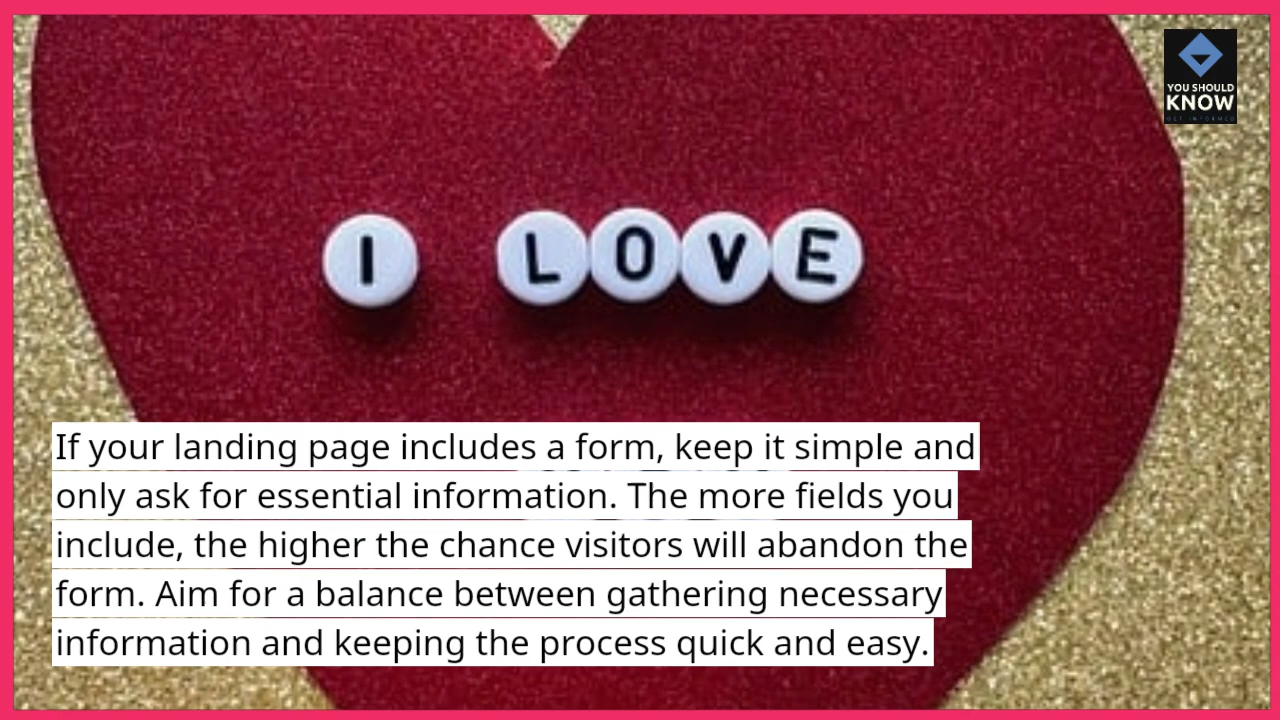 YOU SHOULD
KNOW
GET INFORMED
I LOVE
If your landing page includes a form, keep it simple and
only ask for essential information. The more fields you
include, the higher the chance visitors will abandon the
form. Aim for a balance between gathering necessary
information and keeping the process quick and easy.